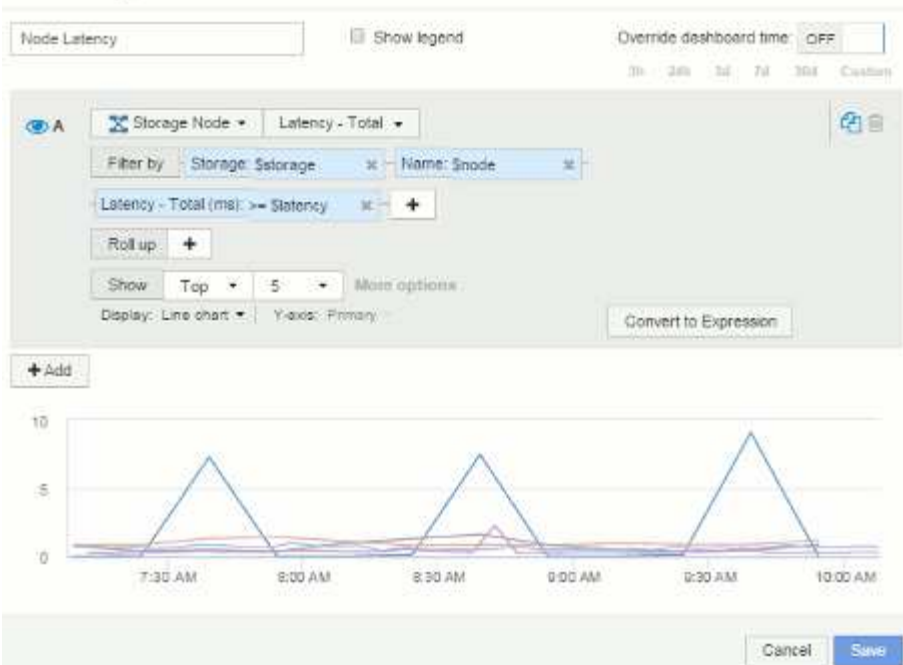 Node Latency Show legend Override dashboard time: OFF
3h 24h 3d 7d 30d Custom
A Storage Node Latency - Total
Filter by Storage: $storage Name: $node
Latency - Total (ms): >= $latency +
Roll up +
Show Top 5 More options
Display: Line chart Y-axis: Primary Convert to Expression
+ Add
10
5
0
7:30 AM 8:00 AM 8:30 AM 9:00 AM 9:30 AM 10:00 AM
Cancel Save